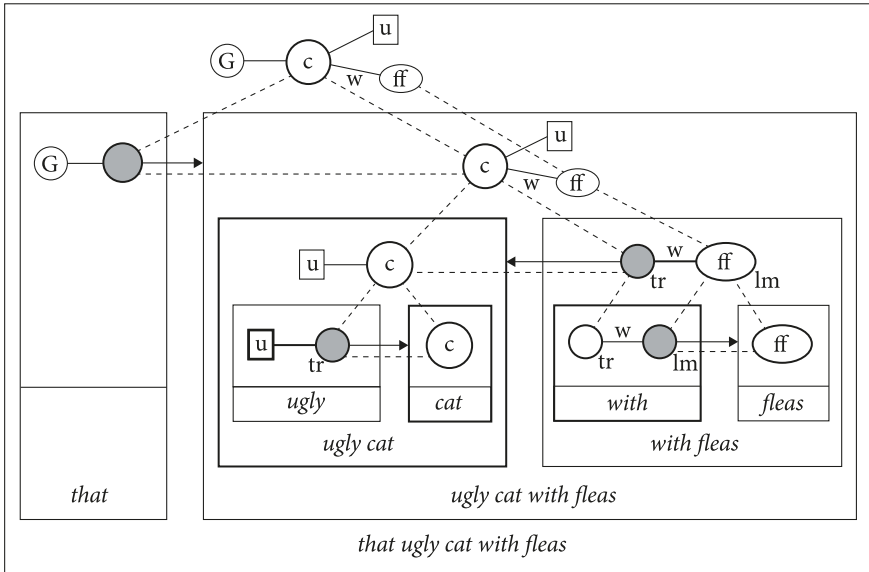 u
G c
w ff
u
G
c
w ff
w
u c ff
tr lm
w
u c ff
tr tr lm
ugly cat with fleas
ugly cat with fleas
that ugly cat with fleas
that ugly cat with fleas